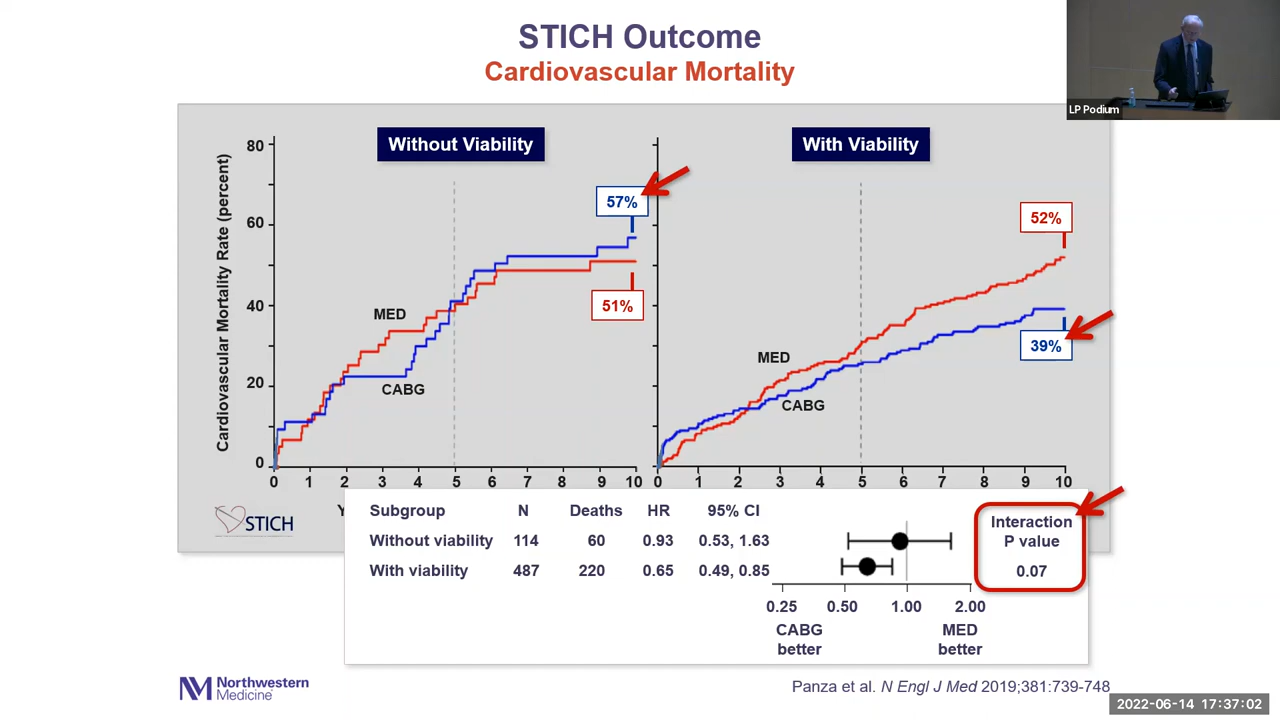 STICH Outcome
Cardiovascular Mortality
LP Podium
Without Viability
With Viability
Cardiovascular Mortality Rate (percent)
80
60
40
20
0
57%
51%
MED
CABG
0 1 2 3 4 5 6 7 8 9 10
52%
39%
MED
CABG
0 1 2 3 4 5 6 7 8 9 10
STICH
Y
Subgroup N Deaths HR 95% CI
Without viability 114 60 0.93 0.53, 1.63
With viability 487 220 0.65 0.49, 0.85
0.25 0.50 1.00 2.00
CABG better
MED better
Interaction
P value
0.07
Northwestern
Medicine
Panza et al. N Engl J Med 2019;381:739-748
2022-06-14 17:37:02